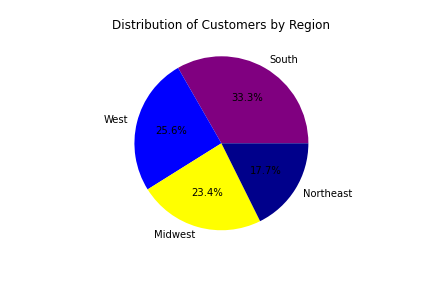 Distribution of Customers by Region
South
33.3%
West
25.6%
17.7%
23.4%
Northeast
Midwest